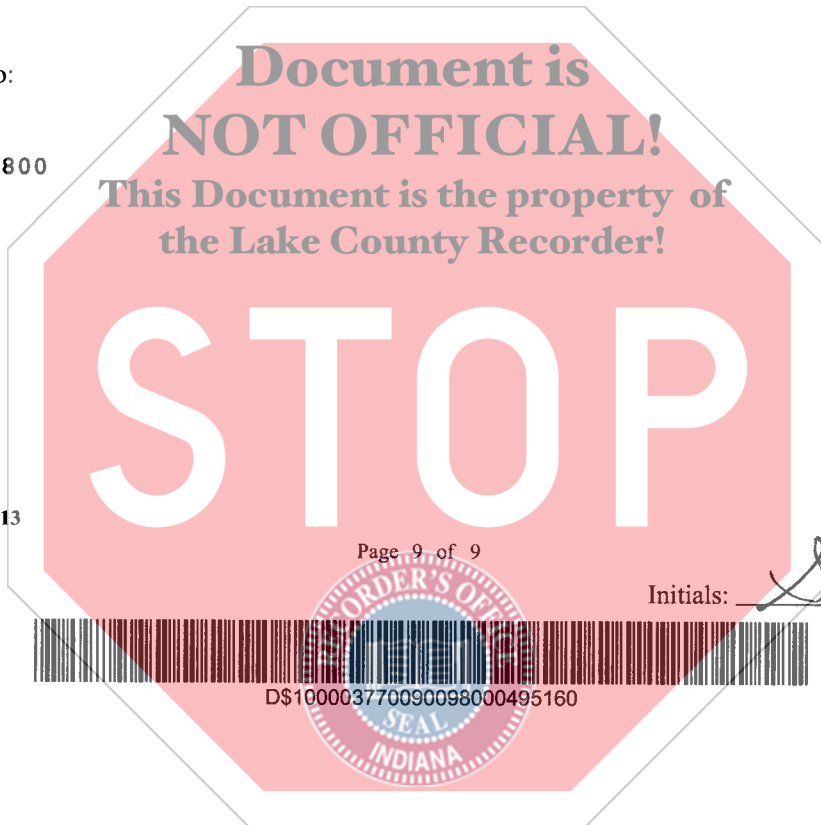 Document is
o:
NOT OFFICIAL!
800
This Document is the property of
the Lake County Recorder!
STOP
13
Page 9 of 9
Initials:
RECORDER'S OFFICE
D$100003770090098000495160
SEAL
INDIANA